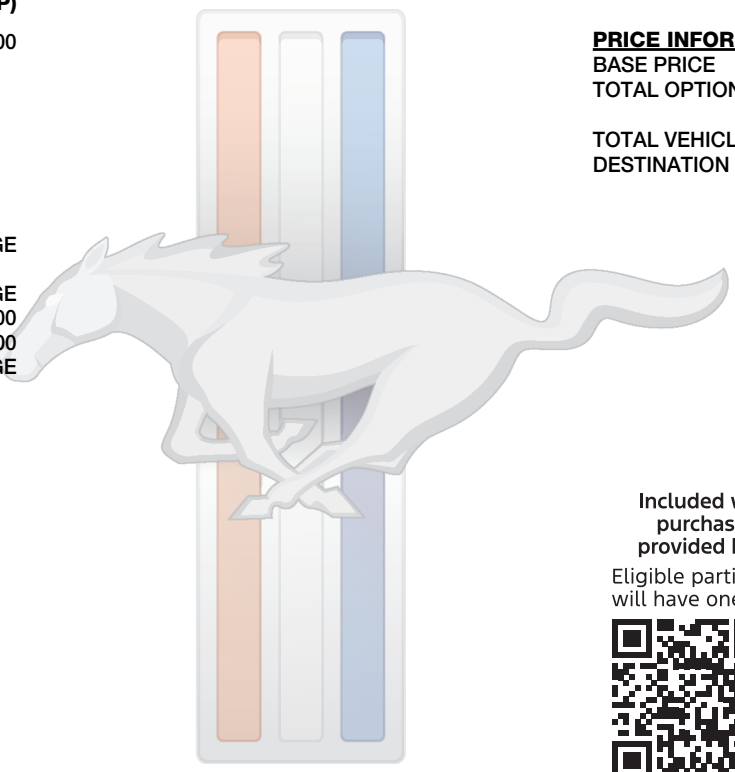 P)
00
GE
GE
00
00
GE
PRICE INFOR
BASE PRICE
TOTAL OPTION
TOTAL VEHICL
DESTINATION
Included
purchas
provided
Eligible parti
will have one